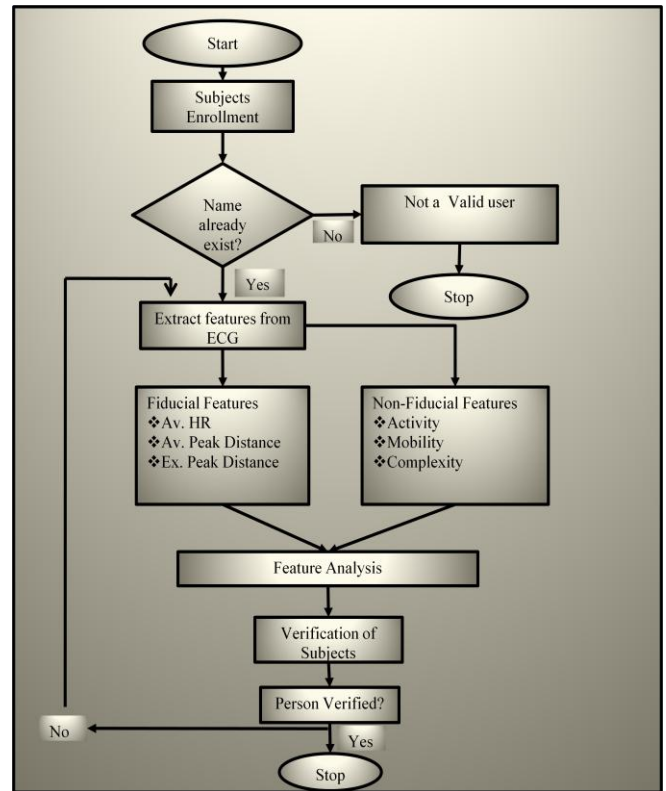 Start
Subjects
Enrollment
Name
already
exist?
No
Not a Valid user
Stop
Yes
Extract features from
ECG
Fiducial Features
❖Av. HR
❖Av. Peak Distance
❖Ex. Peak Distance
Non-Fiducial Features
❖Activity
❖Mobility
❖Complexity
Feature Analysis
Verification of
Subjects
Person Verified?
No
Yes
Stop